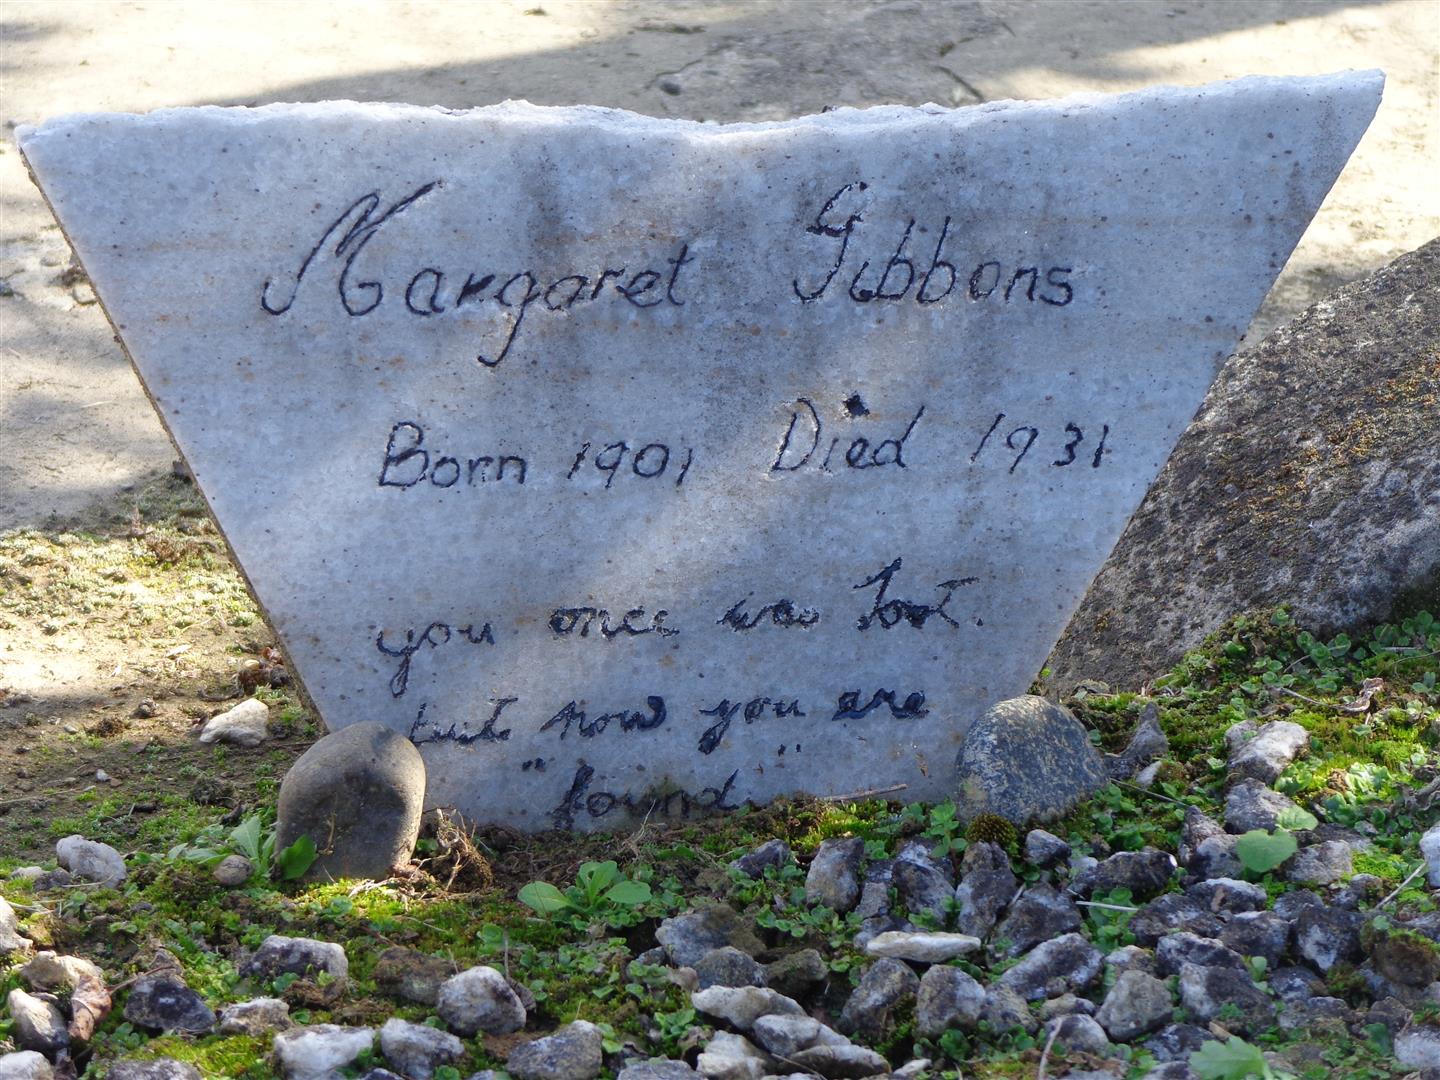 Margaret Gibbons
Born 1901 Died 1931
you once was lost.
but now you are
"found"